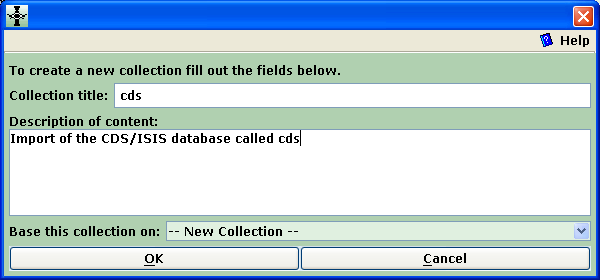 Help
To create a new collection fill out the fields below.
Collection title: cds
Description of content:
Import of the CDS/ISIS database called cds
Base this collection on: -- New Collection --
OK Cancel